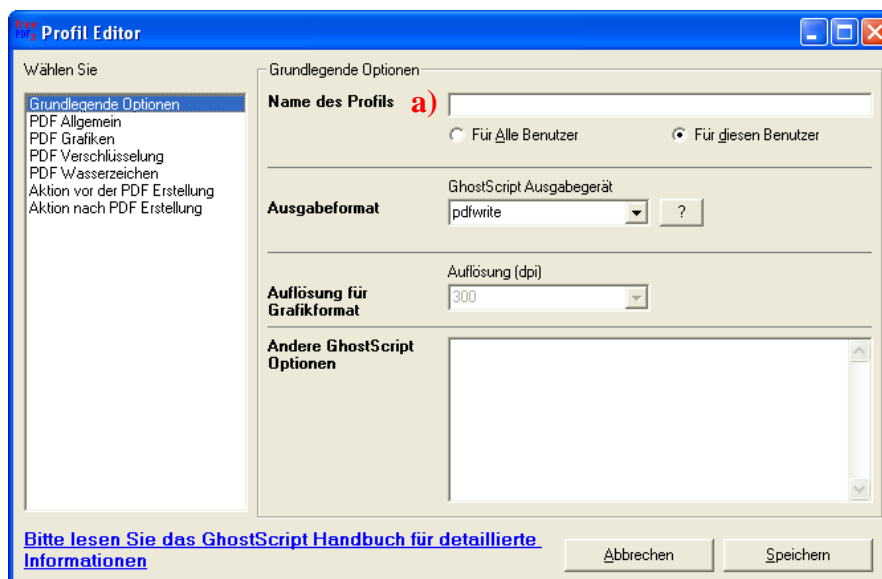 free PDF Profil Editor
Wählen Sie
Grundlegende Optionen
PDF Allgemein
PDF Grafiken
PDF Verschlüsselung
PDF Wasserzeichen
Aktion vor der PDF Erstellung
Aktion nach PDF Erstellung
Grundlegende Optionen
Name des Profils a)
Für Alle Benutzer Für diesen Benutzer
GhostScript Ausgabegerät
Ausgabeformat pdfwrite ?
Auflösung (dpi)
Auflösung für 300
Grafikformat
Andere GhostScript
Optionen
Bitte lesen Sie das GhostScript Handbuch für detaillierte
Informationen
Abbrechen Speichern